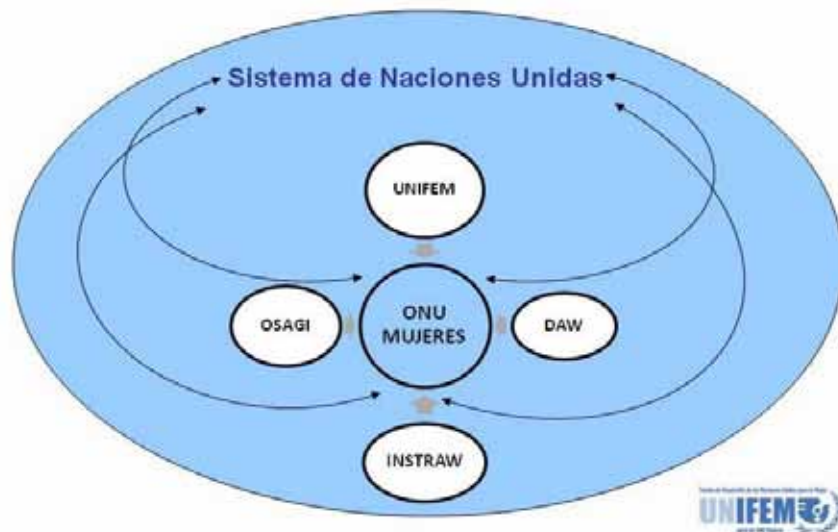 Sistema de Naciones Unidas
UNIFEM
OSAGI
ONU
MUJERES
DAW
INSTRAW
UNIFEM